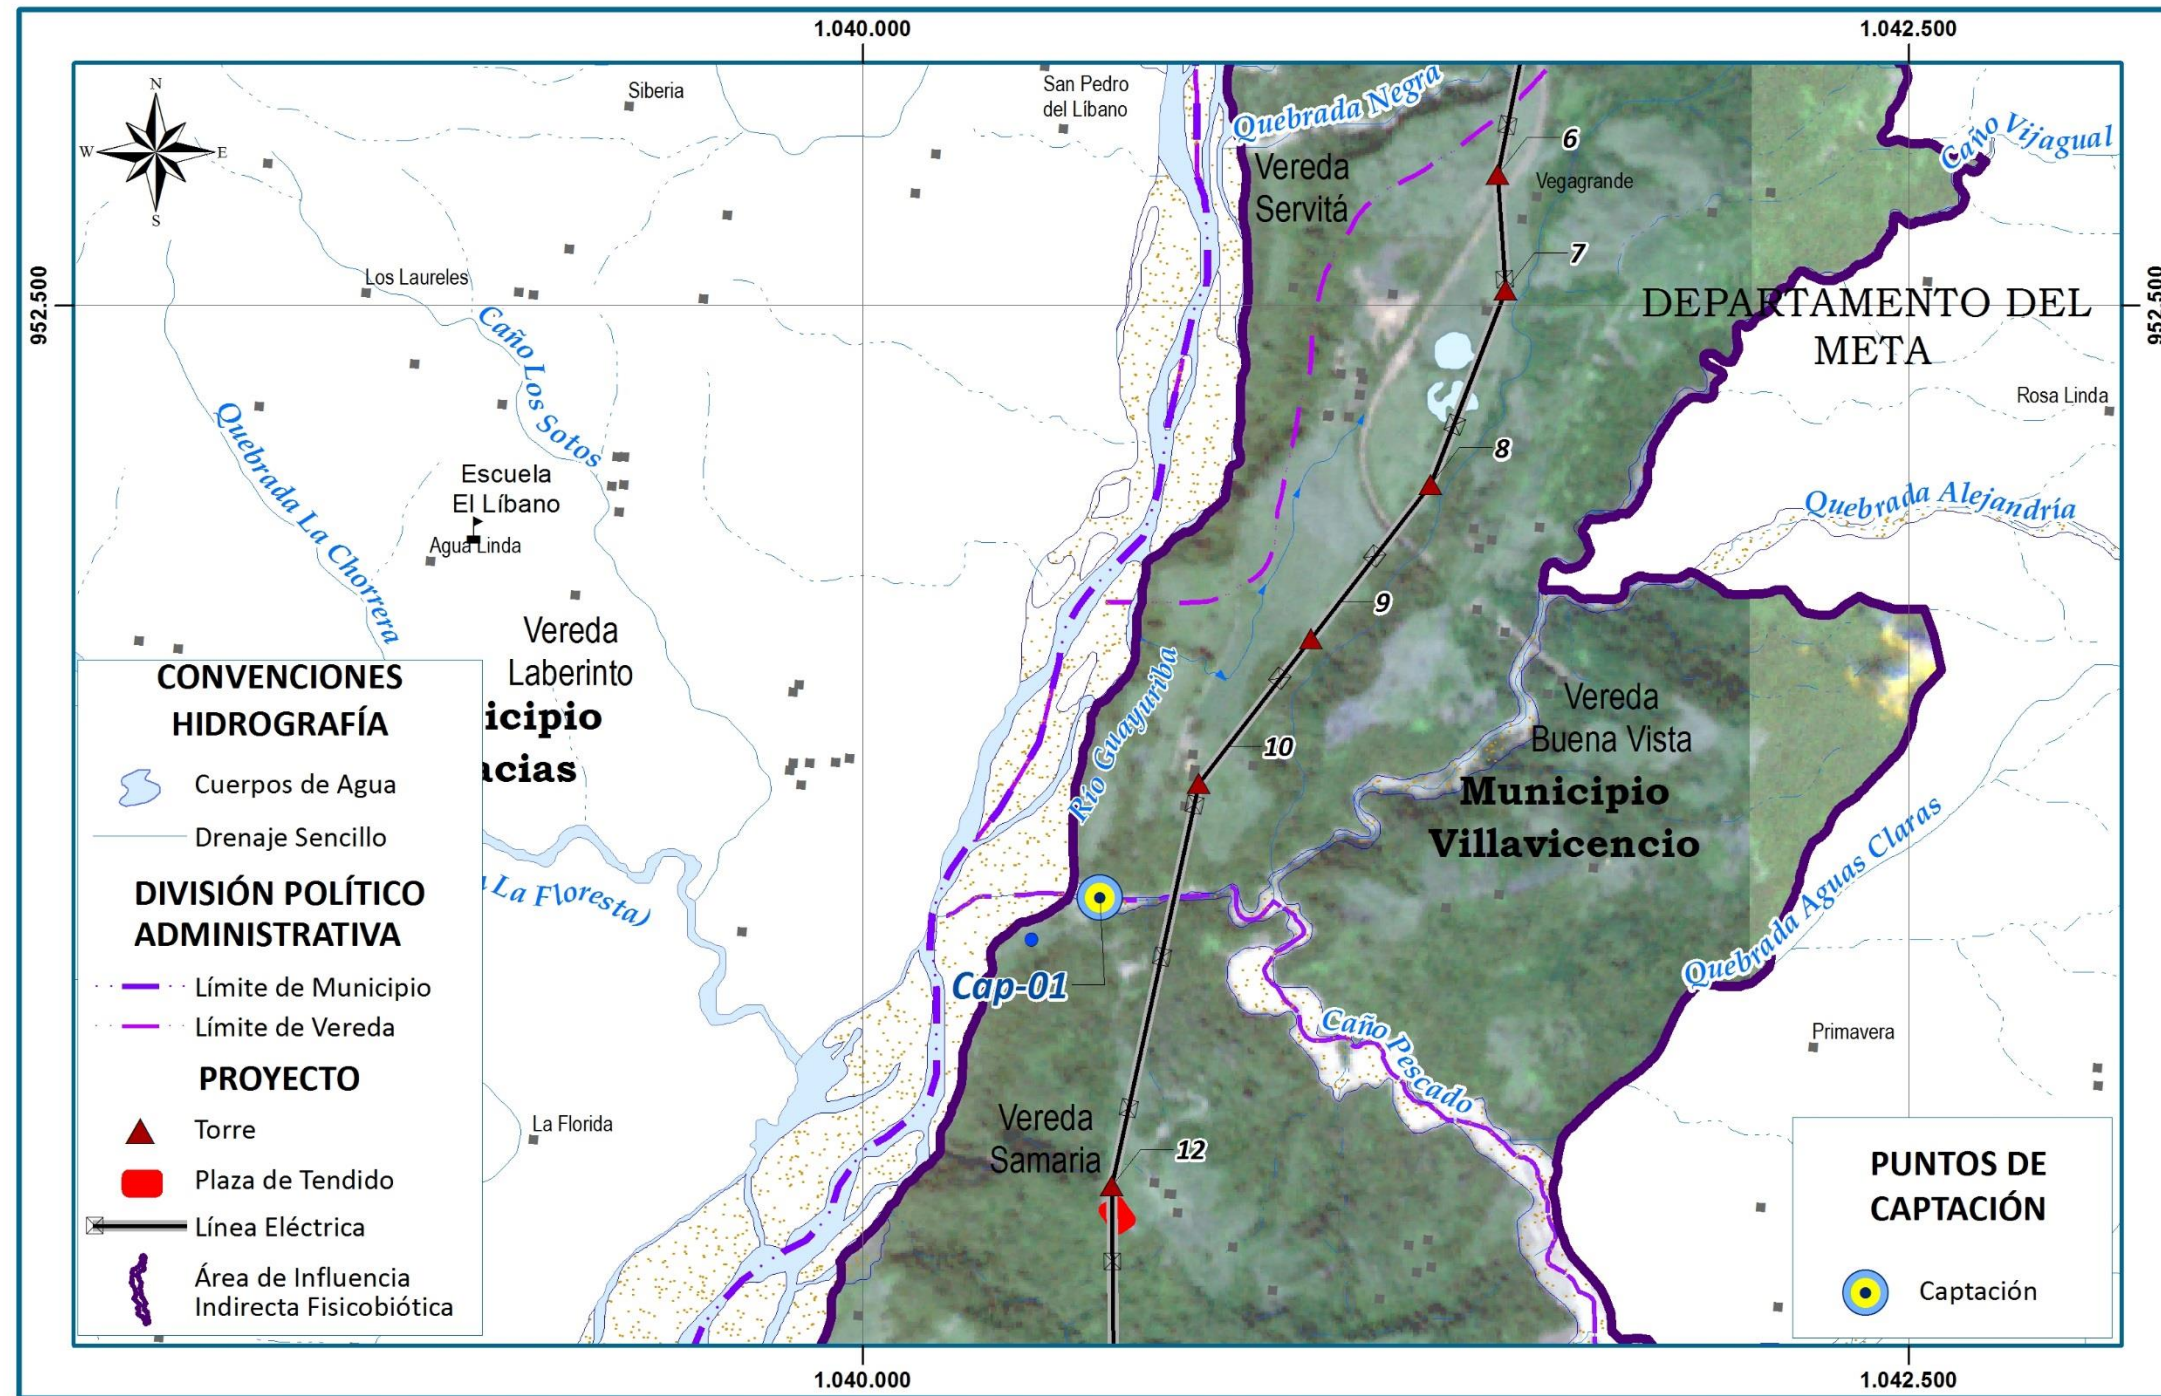 1.040.000
1.042.500
N
W
E
S
Siberia
San Pedro
del Líbano
Quebrada Negra
Caño Vijagual
6
Vereda
Servitá
Vegagrande
7
Los Laureles
952.500
952.500
DEPARTAMENTO DEL
META
Caño Los Sotos
Rosa Linda
Quebrada La Chorrera
8
Escuela
El Líbano
Agua Linda
Quebrada Alejandría
9
Vereda
Laberinto
Río Guayuriba
Vereda
Buena Vista
icipio
acias
10
Municipio
Villavicencio
La Floresta)
Quebrada Aguas Claras
Cap-01
Caño Pescado
Primavera
La Florida
Vereda
Samaria
12
CONVENCIONES
HIDROGRAFÍA
Cuerpos de Agua
Drenaje Sencillo
DIVISIÓN POLÍTICO
ADMINISTRATIVA
Límite de Municipio
Límite de Vereda
PROYECTO
Torre
Plaza de Tendido
Línea Eléctrica
Área de Influencia
Indirecta Fisicobiótica
PUNTOS DE
CAPTACIÓN
Captación
1.040.000
1.042.500